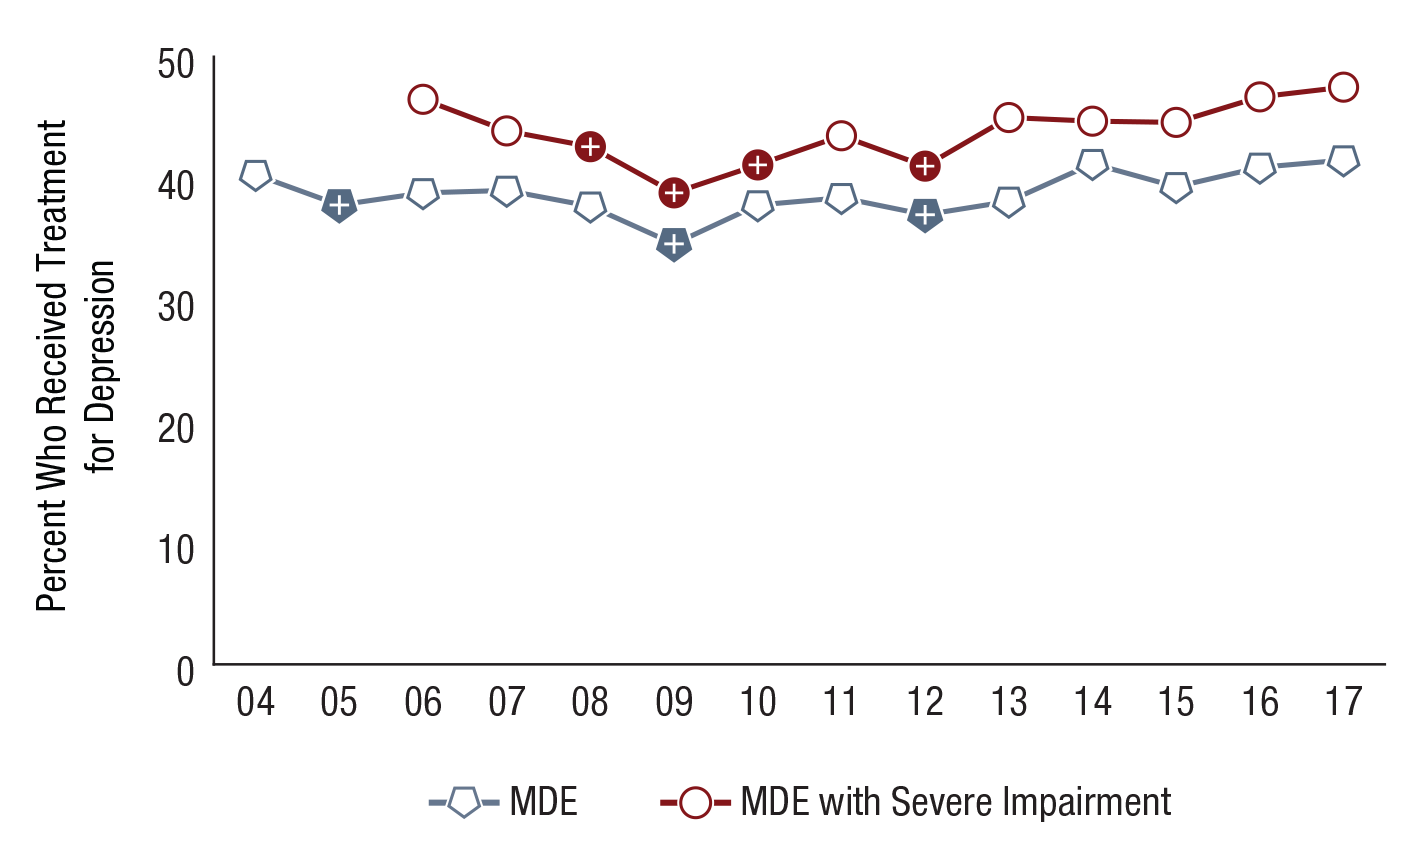 Percent Who Received Treatment
for Depression
50
40
30
20
10
0
04 05 06 07 08 09 10 11 12 13 14 15 16 17
MDE MDE with Severe Impairment